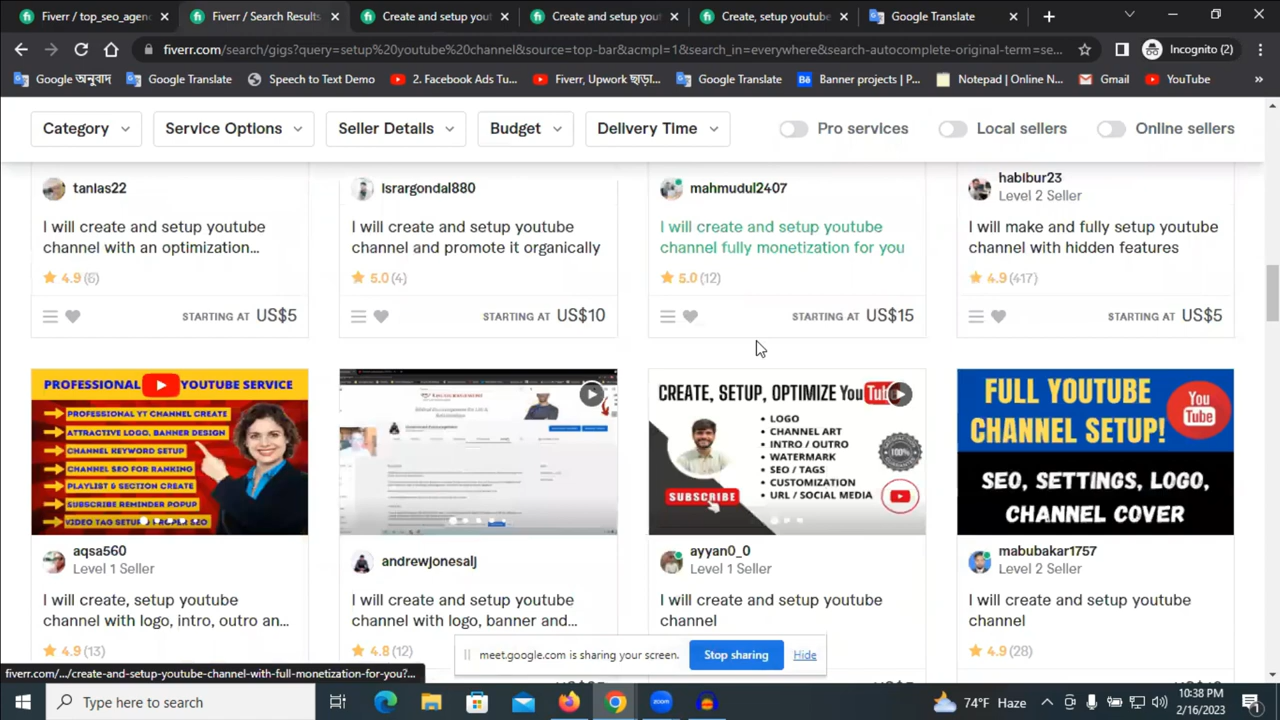 Fiverr / top_seo_agen
Fiverr / Search Results
Create and setup yout
Create and setup yout
Create, setup youtube
Google Translate
Incognito (2)
fiverr.com/search/gigs?query=setup%20youtube%20channel&source=top-bar&acmpl=1&search_in=everywhere&search-autocomplete-original-term=se...
Google অনুবাদ
Google Translate
Speech to Text Demo
2. Facebook Ads Tu...
Fiverr, Upwork ছাড়া...
Google Translate
Banner projects | P...
Notepad | Online N...
Gmail
YouTube
»
Category
Service Options
Seller Details
Budget
Delivery Time
Pro services
Local sellers
Online sellers
tanias22
isrargondal880
mahmudul2407
habibur23
Level 2 Seller
I will create and setup youtube
channel with an optimization...
I will create and setup youtube
channel and promote it organically
I will create and setup youtube
channel fully monetization for you
I will make and fully setup youtube
channel with hidden features
4.9 (6)
5.0 (4)
5.0 (12)
4.9 (417)
STARTING AT US$5
STARTING AT US$10
STARTING AT US$15
STARTING AT US$5
PROFESSIONAL YOUTUBE SERVICE
PROFESSIONAL YT CHANNEL CREATE
ATTRACTIVE LOGO, BANNER DESIGN
CHANNEL KEYWORD SETUP
CHANNEL SEO FOR RANKING
PLAYLIST & SECTION CREATE
SUBSCRIBE REMINDER POPUP
CREATE, SETUP, OPTIMIZE YouTub
• LOGO
• CHANNEL ART
• INTRO / OUTRO
• WATERMARK
• SEO / TAGS
• CUSTOMIZATION
• URL / SOCIAL MEDIA
100%
SUBSCRIBE
FULL YOUTUBE
CHANNEL SETUP!
You
Tube
SEO, SETTINGS, LOGO,
CHANNEL COVER
aqsa560
Level 1 Seller
andrewjonesalj
ayyan0_0
Level 1 Seller
mabubakar1757
Level 2 Seller
I will create, setup youtube
channel with logo, intro, outro an...
I will create and setup youtube
channel with logo, banner and...
I will create and setup youtube
channel
I will create and setup youtube
channel
4.9 (13)
4.8 (12)
4.9 (28)
meet.google.com is sharing your screen.
Stop sharing
Hide
fiverr.com/.../create-and-setup-youtube-channel-with-full-monetization-for-you?...
Type here to search
zoom
74°F Haze
10:38 PM
2/16/2023